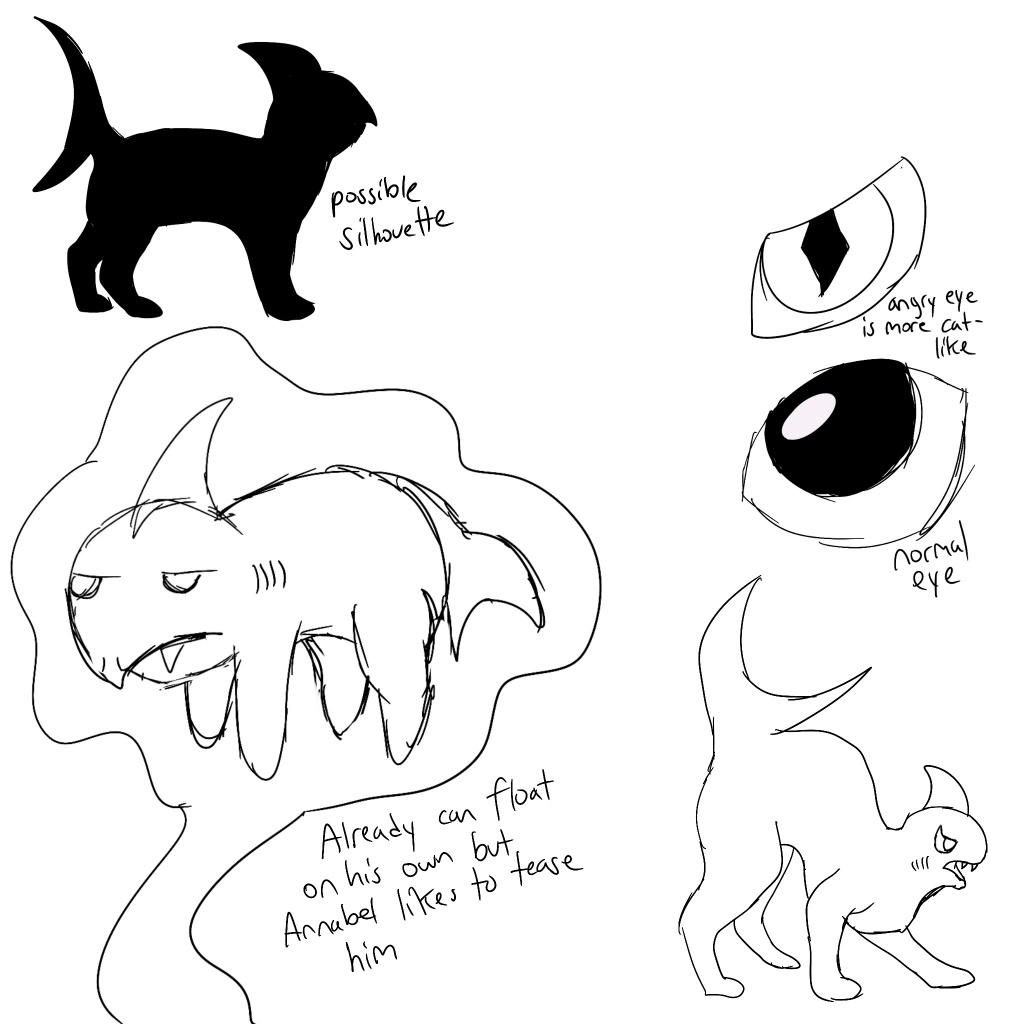 possible
silhouette
angry eye
is more cat-
like
normal
eye
Already can float
on his own but
Annabel likes to tease
him